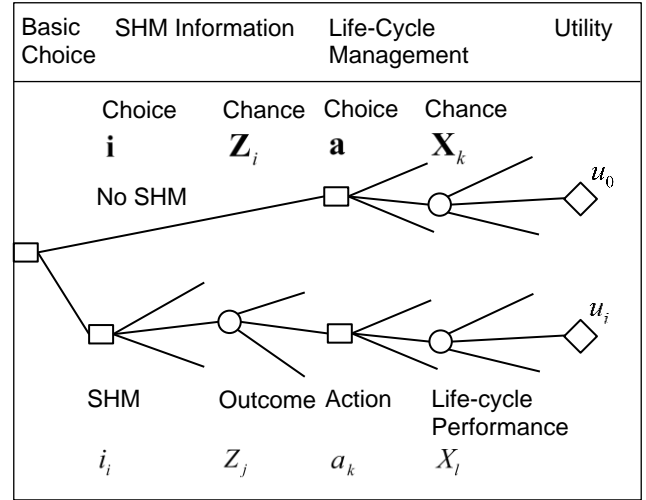 Basic Choice SHM Information Life-Cycle Management Utility
Choice Chance Choice Chance
i Z_i a X_k
No SHM
u_0
u_i
SHM Outcome Action Life-cycle Performance
i_i Z_j a_k X_l